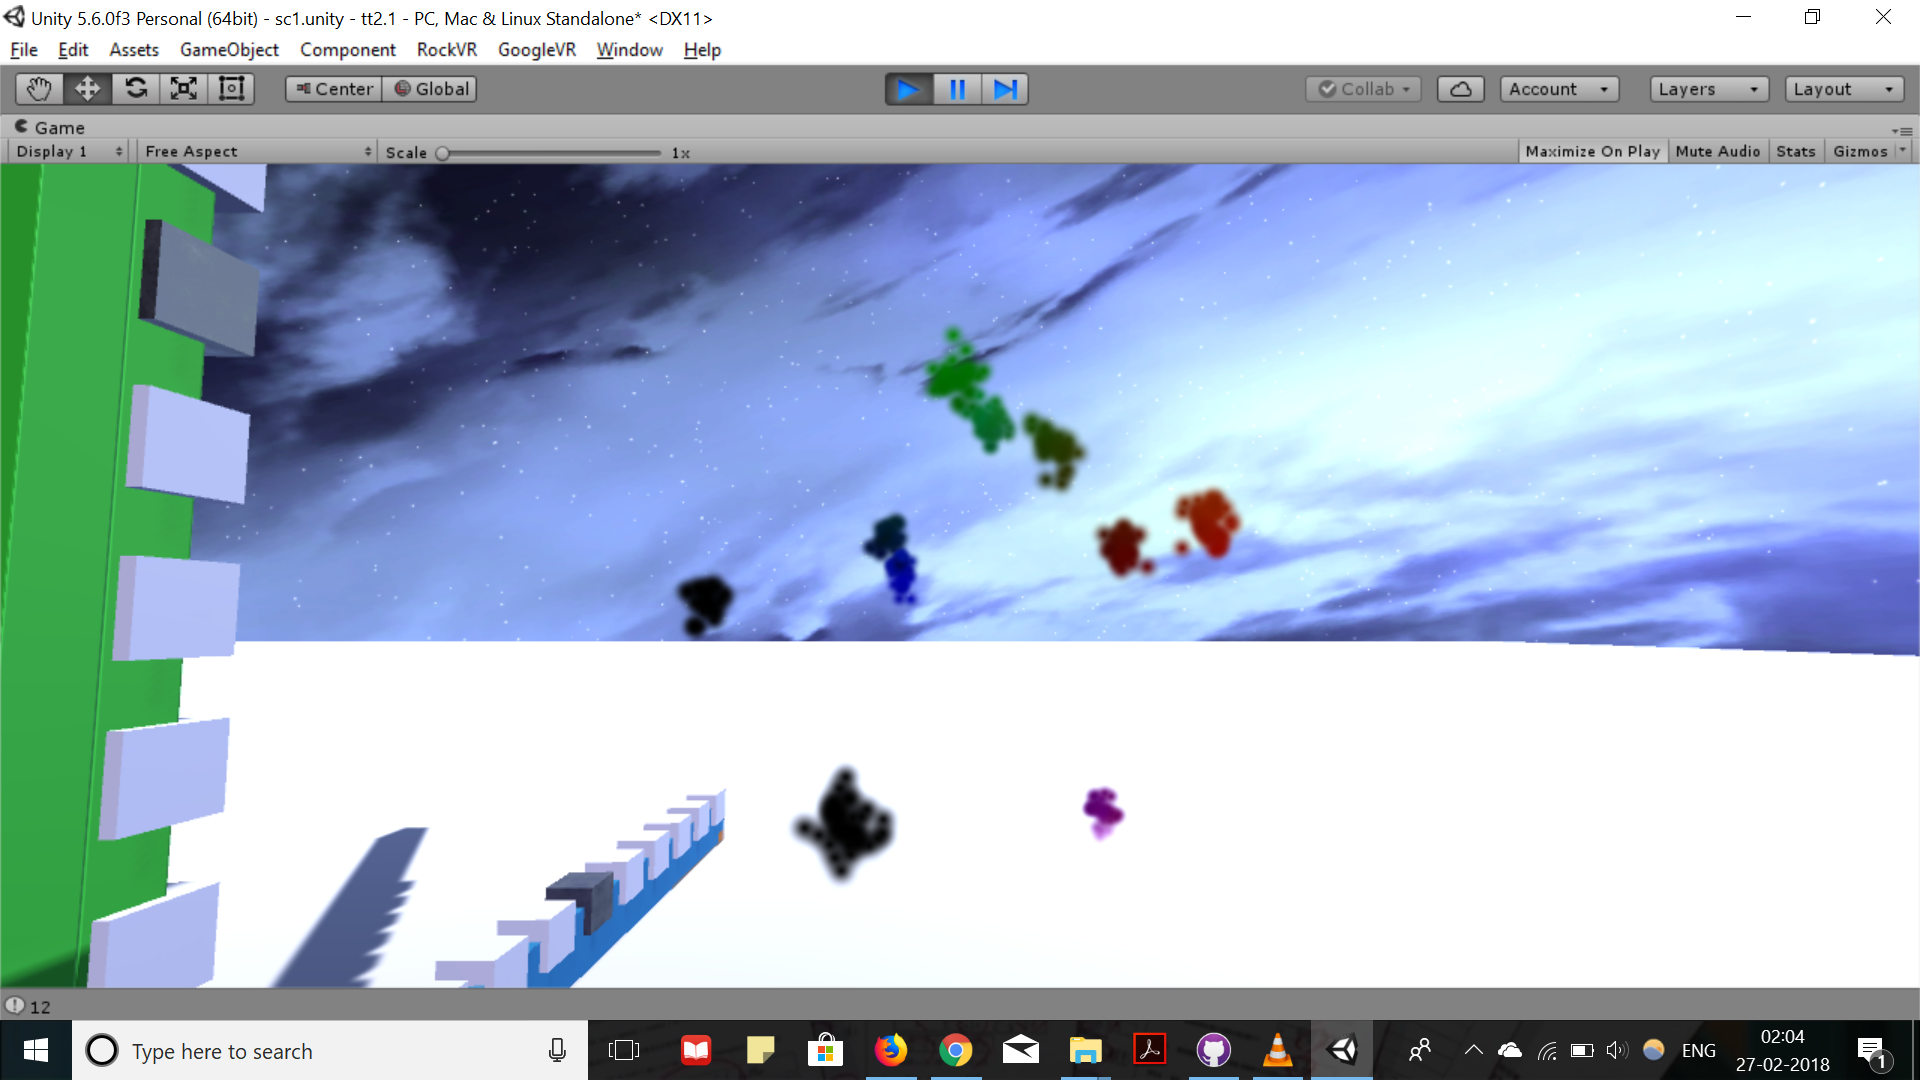 Unity 5.6.0f3 Personal (64bit) - sc1.unity - tt2.1 - PC, Mac & Linux Standalone* <DX11>
File Edit Assets GameObject Component RockVR GoogleVR Window Help
Center Global Collab Account Layers Layout
Game
Display 1 Free Aspect Scale 1x Maximize On Play Mute Audio Stats Gizmos
12
Type here to search
ENG
02:04
27-02-2018
1